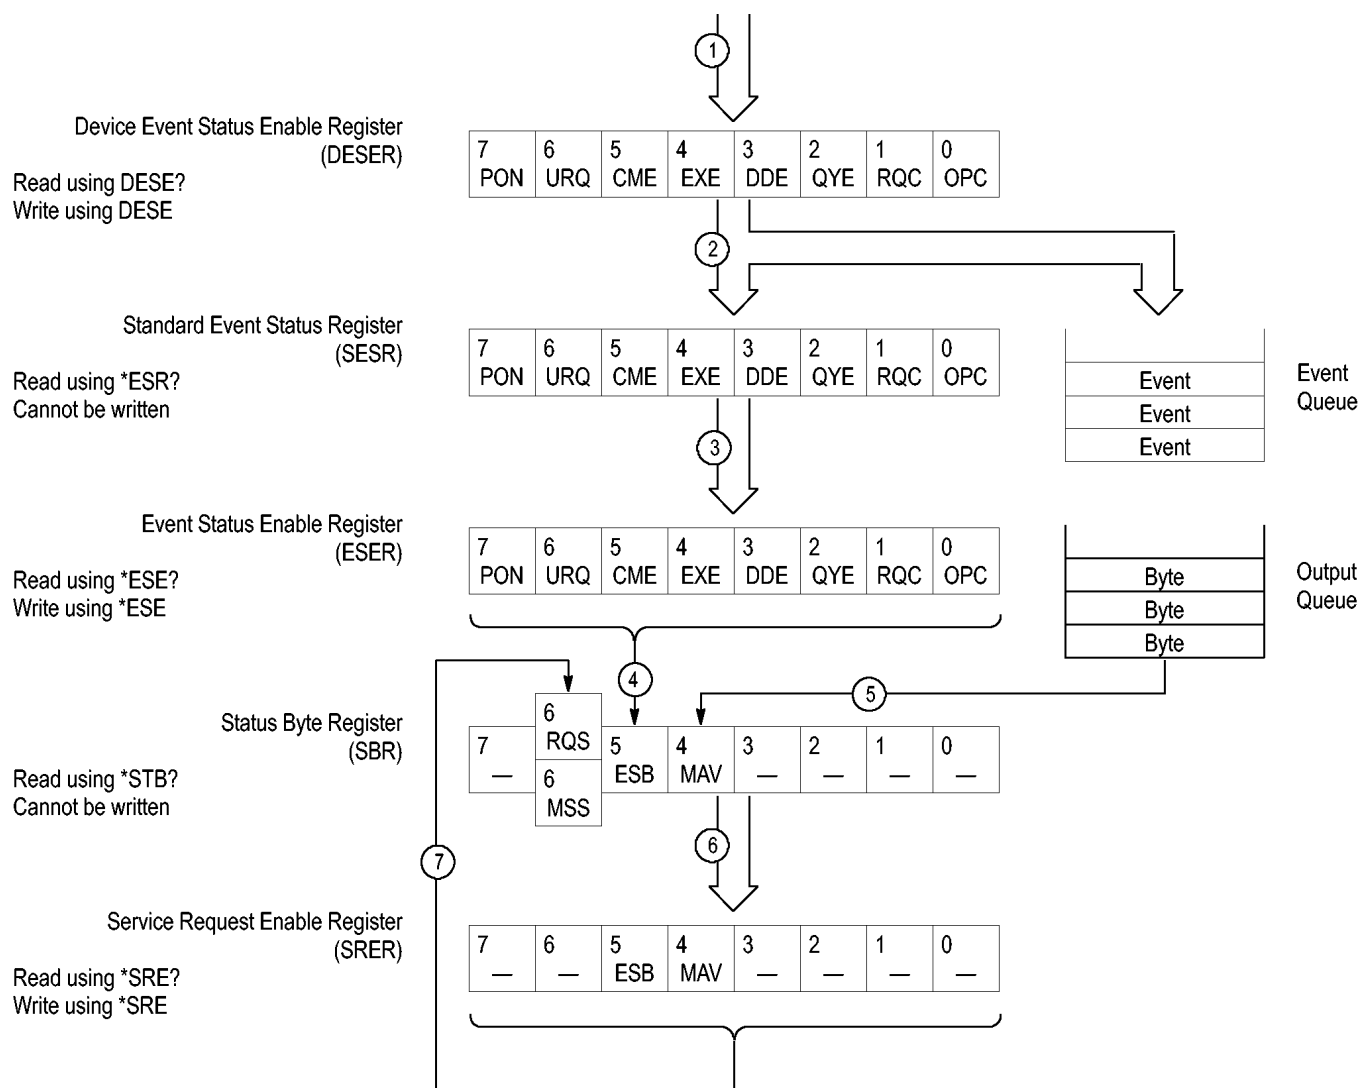 1
Device Event Status Enable Register
(DESER)
Read using DESE?
Write using DESE
7 6 5 4 3 2 1 0
PON URQ CME EXE DDE QYE RQC OPC
2
Standard Event Status Register
(SESR)
Read using *ESR?
Cannot be written
7 6 5 4 3 2 1 0
PON URQ CME EXE DDE QYE RQC OPC
Event
Event
Event
Event
Queue
3
Event Status Enable Register
(ESER)
Read using *ESE?
Write using *ESE
7 6 5 4 3 2 1 0
PON URQ CME EXE DDE QYE RQC OPC
Byte
Byte
Byte
Output
Queue
4
5
Status Byte Register
(SBR)
Read using *STB?
Cannot be written
6
RQS
7 5 4 3 2 1 0
— ESB MAV — — — —
6
MSS
6
7
Service Request Enable Register
(SRER)
Read using *SRE?
Write using *SRE
7 6 5 4 3 2 1 0
— — ESB MAV — — — —